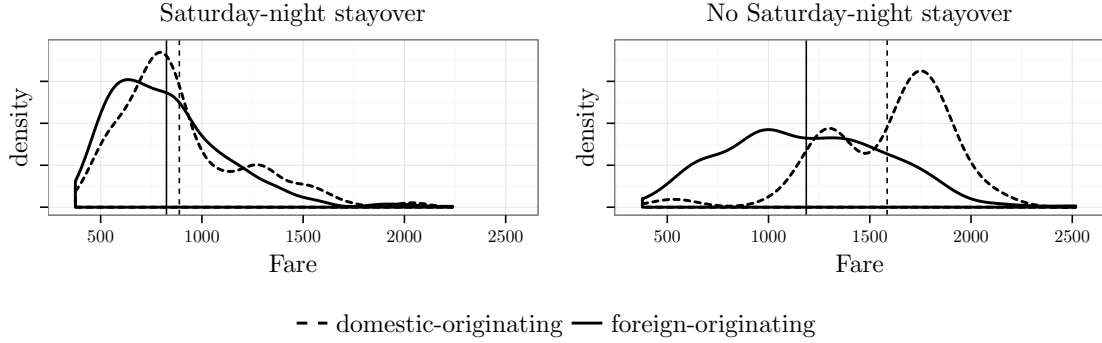 Saturday-night stayover
No Saturday-night stayover
density
density
500 1000 1500 2000 2500
500 1000 1500 2000 2500
Fare
Fare
domestic-originating foreign-originating